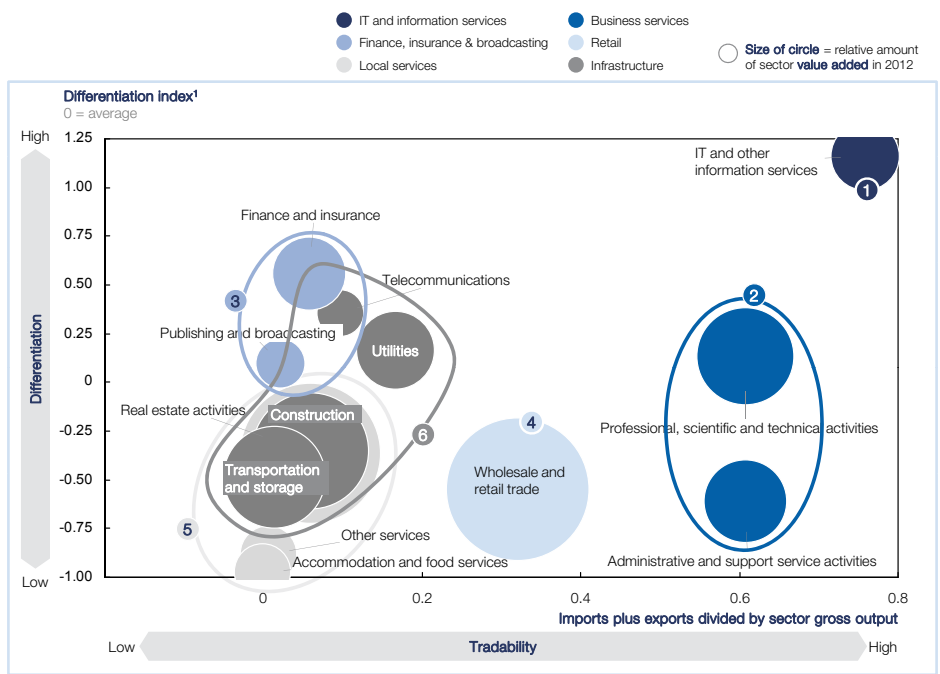 IT and information services
Business services
Finance, insurance & broadcasting
Retail
Local services
Infrastructure
Size of circle = relative amount
of sector value added in 2012
Differentiation index¹
0 = average
High
1.25
1.00
0.75
0.50
0.25
0
-0.25
-0.50
-0.75
-1.00
Low
Differentiation
IT and other
information services
1
Finance and insurance
Telecommunications
3
2
Publishing and broadcasting
Utilities
Real estate activities
Construction
4
6
Professional, scientific and technical activities
Transportation
and storage
Wholesale and
retail trade
5
Other services
Accommodation and food services
Administrative and support service activities
0
0.2
0.4
0.6
0.8
Imports plus exports divided by sector gross output
Low
Tradability
High